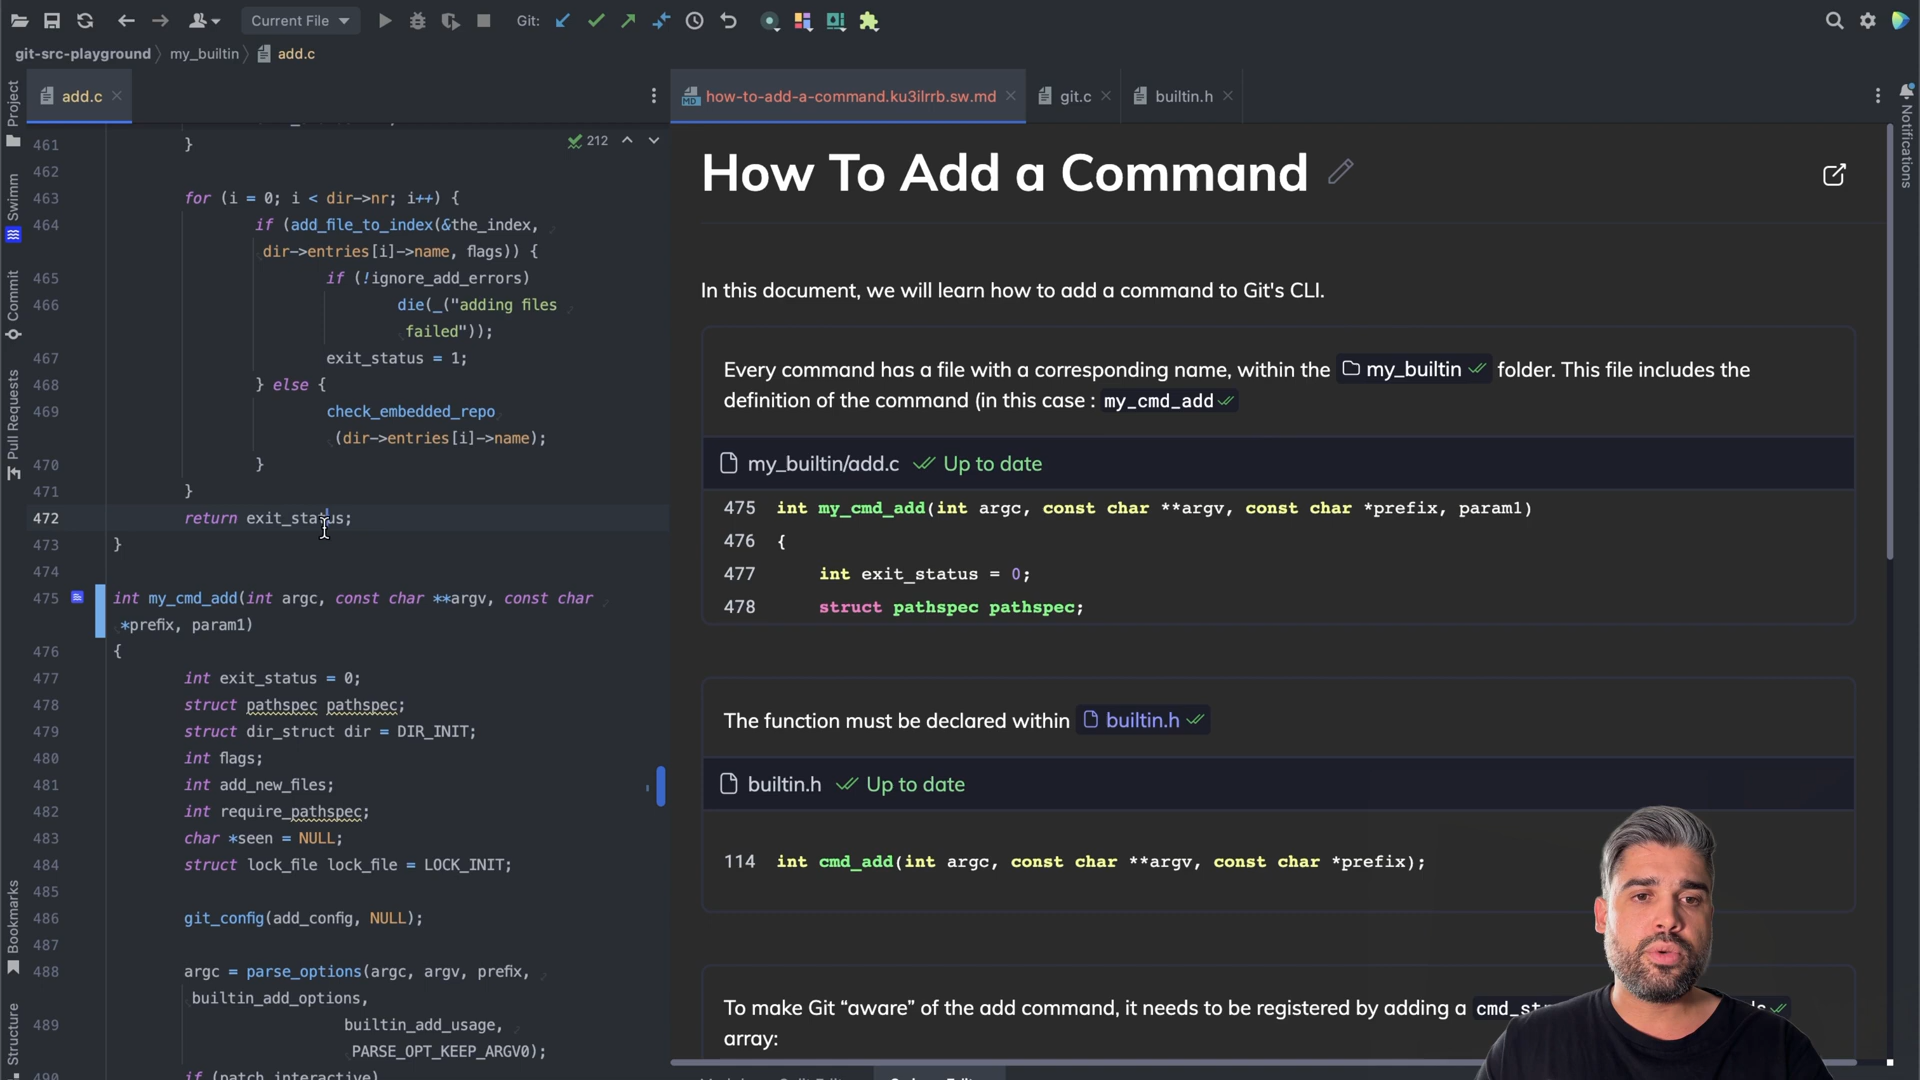 Current File
Git:
git-src-playground
my_builtin
add.c
Project
Swimm
Commit
Pull Requests
Bookmarks
Structure
add.c
212
461 }
462
463 for (i = 0; i < dir->nr; i++) {
464 if (add_file_to_index(&the_index,
dir->entries[i]->name, flags)) {
465 if (!ignore_add_errors)
466 die(_("adding files
failed"));
467 exit_status = 1;
468 } else {
469 check_embedded_repo
(dir->entries[i]->name);
470 }
471 }
472 return exit_status;
473 }
474
475 int my_cmd_add(int argc, const char **argv, const char
*prefix, param1)
476 {
477 int exit_status = 0;
478 struct pathspec pathspec;
479 struct dir_struct dir = DIR_INIT;
480 int flags;
481 int add_new_files;
482 int require_pathspec;
483 char *seen = NULL;
484 struct lock_file lock_file = LOCK_INIT;
485
486 git_config(add_config, NULL);
487
488 argc = parse_options(argc, argv, prefix,
builtin_add_options,
489 builtin_add_usage,
PARSE_OPT_KEEP_ARGV0);
490 if (patch_interactive)
MD how-to-add-a-command.ku3ilrrb.sw.md
git.c
builtin.h
Notifications
How To Add a Command
In this document, we will learn how to add a command to Git's CLI.
Every command has a file with a corresponding name, within the my_builtin folder. This file includes the
definition of the command (in this case : my_cmd_add
my_builtin/add.c Up to date
475 int my_cmd_add(int argc, const char **argv, const char *prefix, param1)
476 {
477 int exit_status = 0;
478 struct pathspec pathspec;
The function must be declared within builtin.h
builtin.h Up to date
114 int cmd_add(int argc, const char **argv, const char *prefix);
To make Git “aware” of the add command, it needs to be registered by adding a
array: